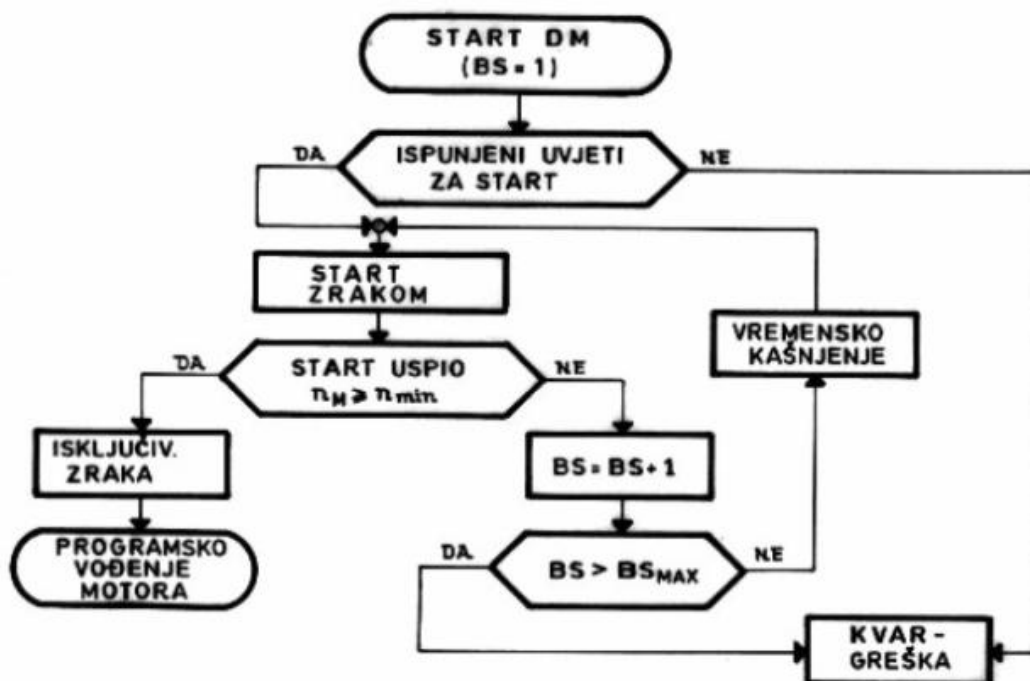 START DM
(BS = 1)
DA
ISPUNJENI UVJETI
ZA START
NE
START
ZRAKOM
VREMENSKO
KAŠNJENJE
DA
START USPIO
n_M ⩾ n_min
NE
ISKLJUČIV.
ZRAKA
BS = BS + 1
PROGRAMSKO
VOĐENJE
MOTORA
DA
BS > BS_MAX
NE
KVAR -
GREŠKA